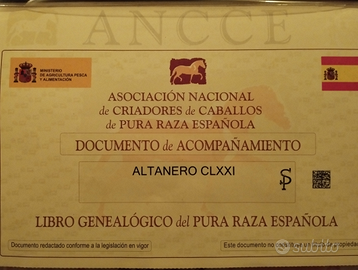 ANCCE
MINISTERIO
DE AGRICULTURA PESCA
Y ALIMENTACIÓN
ASOCIACIÓN NACIONAL
de CRIADORES de CABALLOS
de PURA RAZA ESPAÑOLA
DOCUMENTO de ACOMPAÑAMIENTO
ALTANERO CLXXI
LIBRO GENEALÓGICO del PURA RAZA ESPAÑOLA
Documento redactado conforme a la legislación en vigor
Este documento no
subito